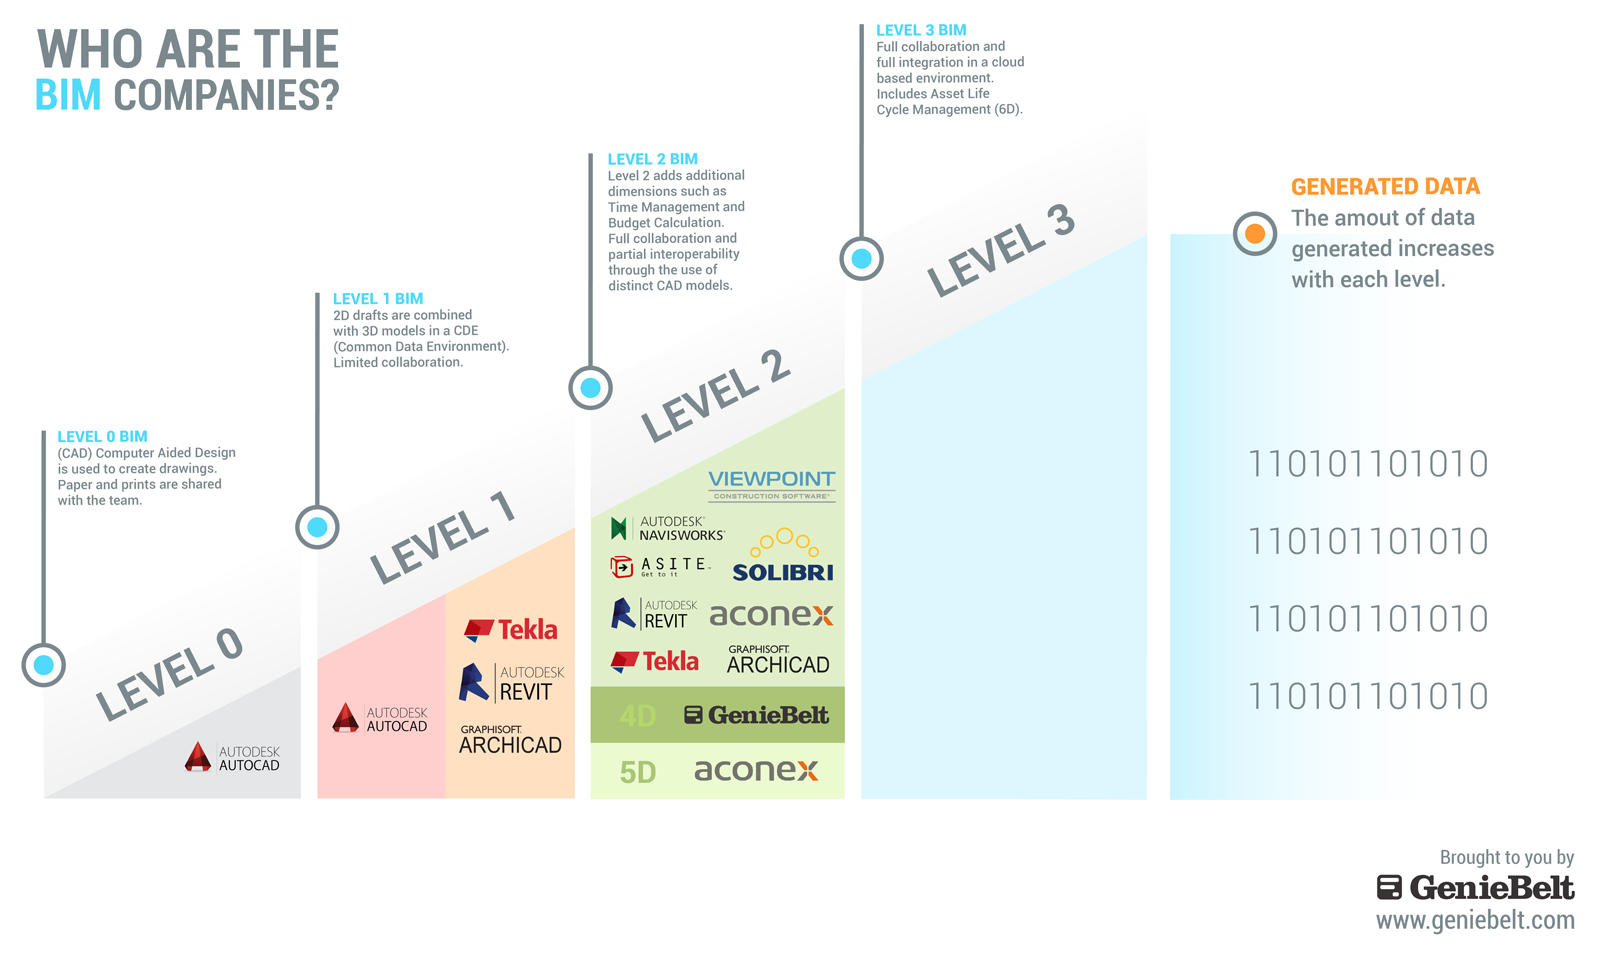 WHO ARE THE
BIM COMPANIES?
LEVEL 0 BIM
(CAD) Computer Aided Design
is used to create drawings.
Paper and prints are shared
with the team.
LEVEL 0
AUTODESK
AUTOCAD
LEVEL 1 BIM
2D drafts are combined
with 3D models in a CDE
(Common Data Environment).
Limited collaboration.
LEVEL 1
AUTODESK
AUTOCAD
Tekla
AUTODESK
REVIT
GRAPHISOFT.
ARCHICAD
LEVEL 2 BIM
Level 2 adds additional
dimensions such as
Time Management and
Budget Calculation.
Full collaboration and
partial interoperability
through the use of
distinct CAD models.
LEVEL 2
VIEWPOINT
CONSTRUCTION SOFTWARE®
AUTODESK®
NAVISWORKS®
ASITE™
Get to it
SOLIBRI
AUTODESK
REVIT
aconex
Tekla
GRAPHISOFT.
ARCHICAD
4D GenieBelt
5D aconex
LEVEL 3 BIM
Full collaboration and
full integration in a cloud
based environment.
Includes Asset Life
Cycle Management (6D).
LEVEL 3
GENERATED DATA
The amout of data
generated increases
with each level.
110101101010
110101101010
110101101010
110101101010
Brought to you by
GenieBelt
www.geniebelt.com